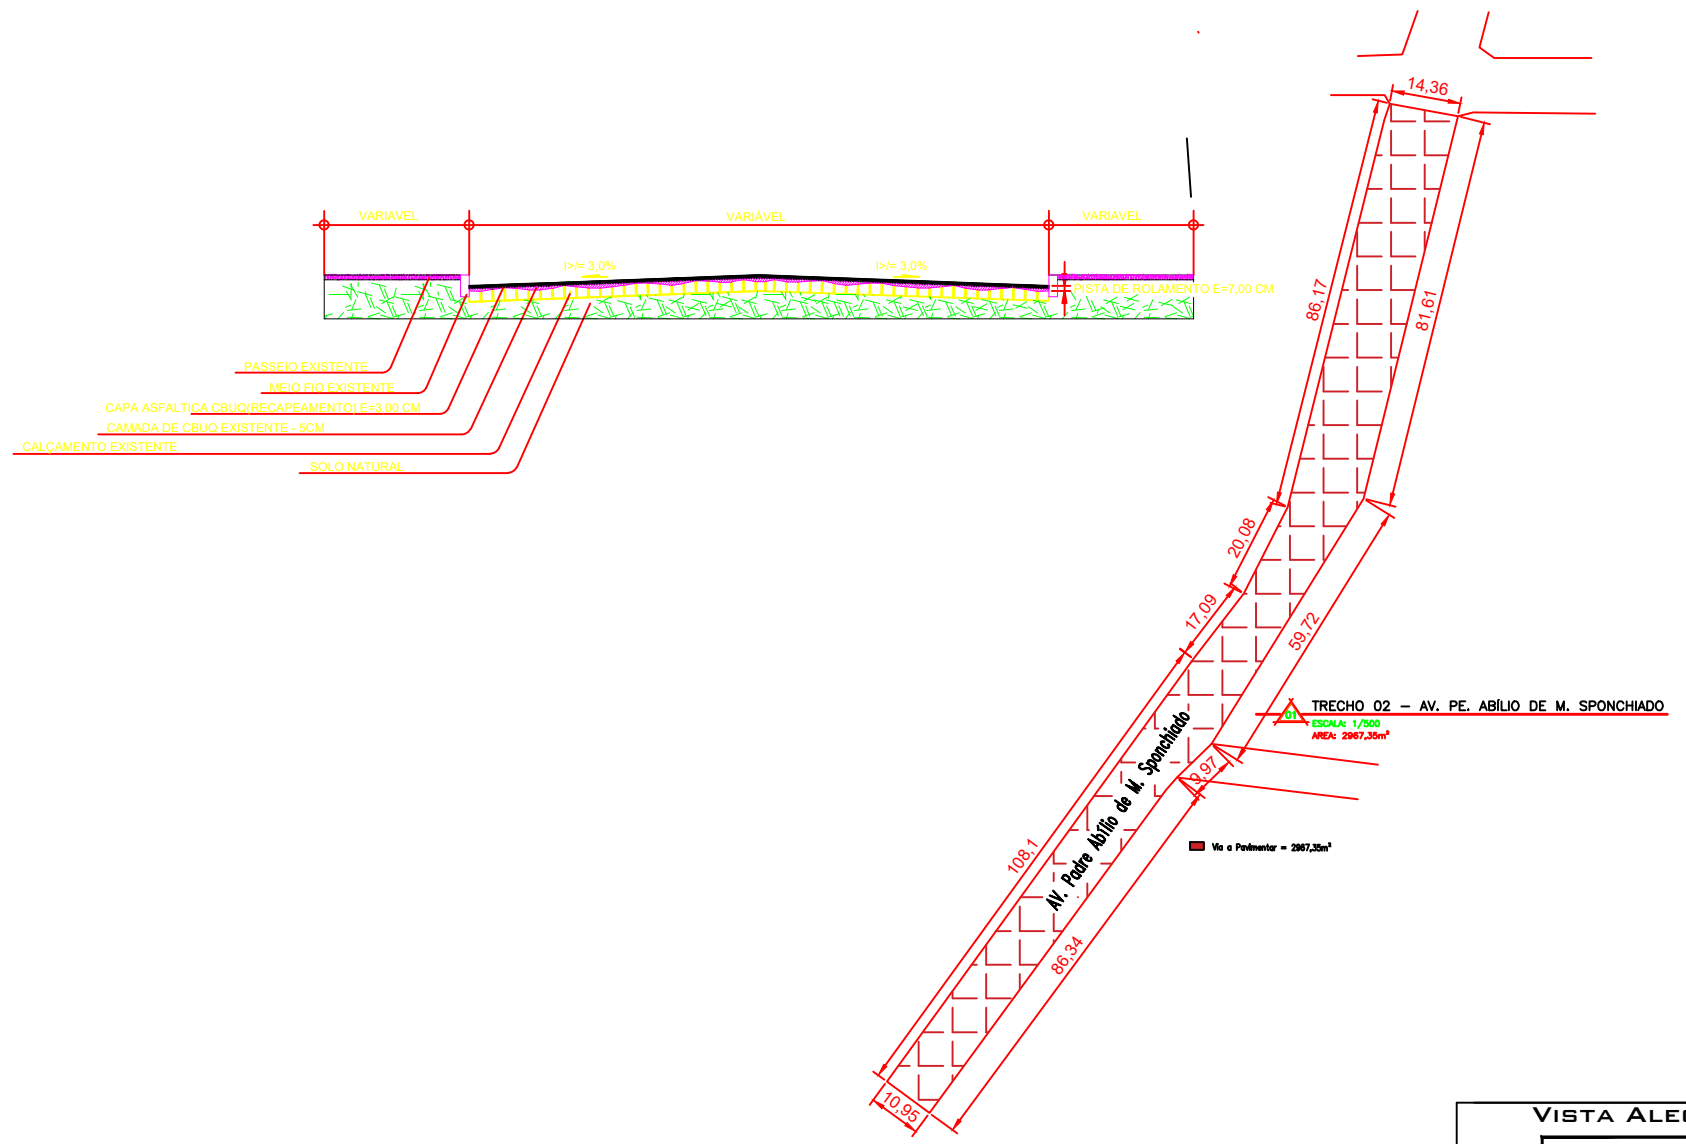 14,36
VARIAVEL
VARIÁVEL
VARIAVEL
i>/= 3,0%
i>/= 3,0%
PISTA DE ROLAMENTO E=7,00 CM
86,17
81,61
PASSEIO EXISTENTE
MEIO FIO EXISTENTE
CAPA ASFALTICA CBUQ(RECAPEAMENTO) E=3,00 CM
CAMADA DE CBUQ EXISTENTE - 5CM
CALÇAMENTO EXISTENTE
SOLO NATURAL
20,08
17,09
59,72
01
TRECHO 02 - AV. PE. ABÍLIO DE M. SPONCHIADO
ESCALA: 1/500
AREA: 2967,35m²
9,97
AV. Padre Abílio de M. Sponchiado
108,1
Via a Pavimentar = 2967,35m²
86,34
10,95
VISTA ALE